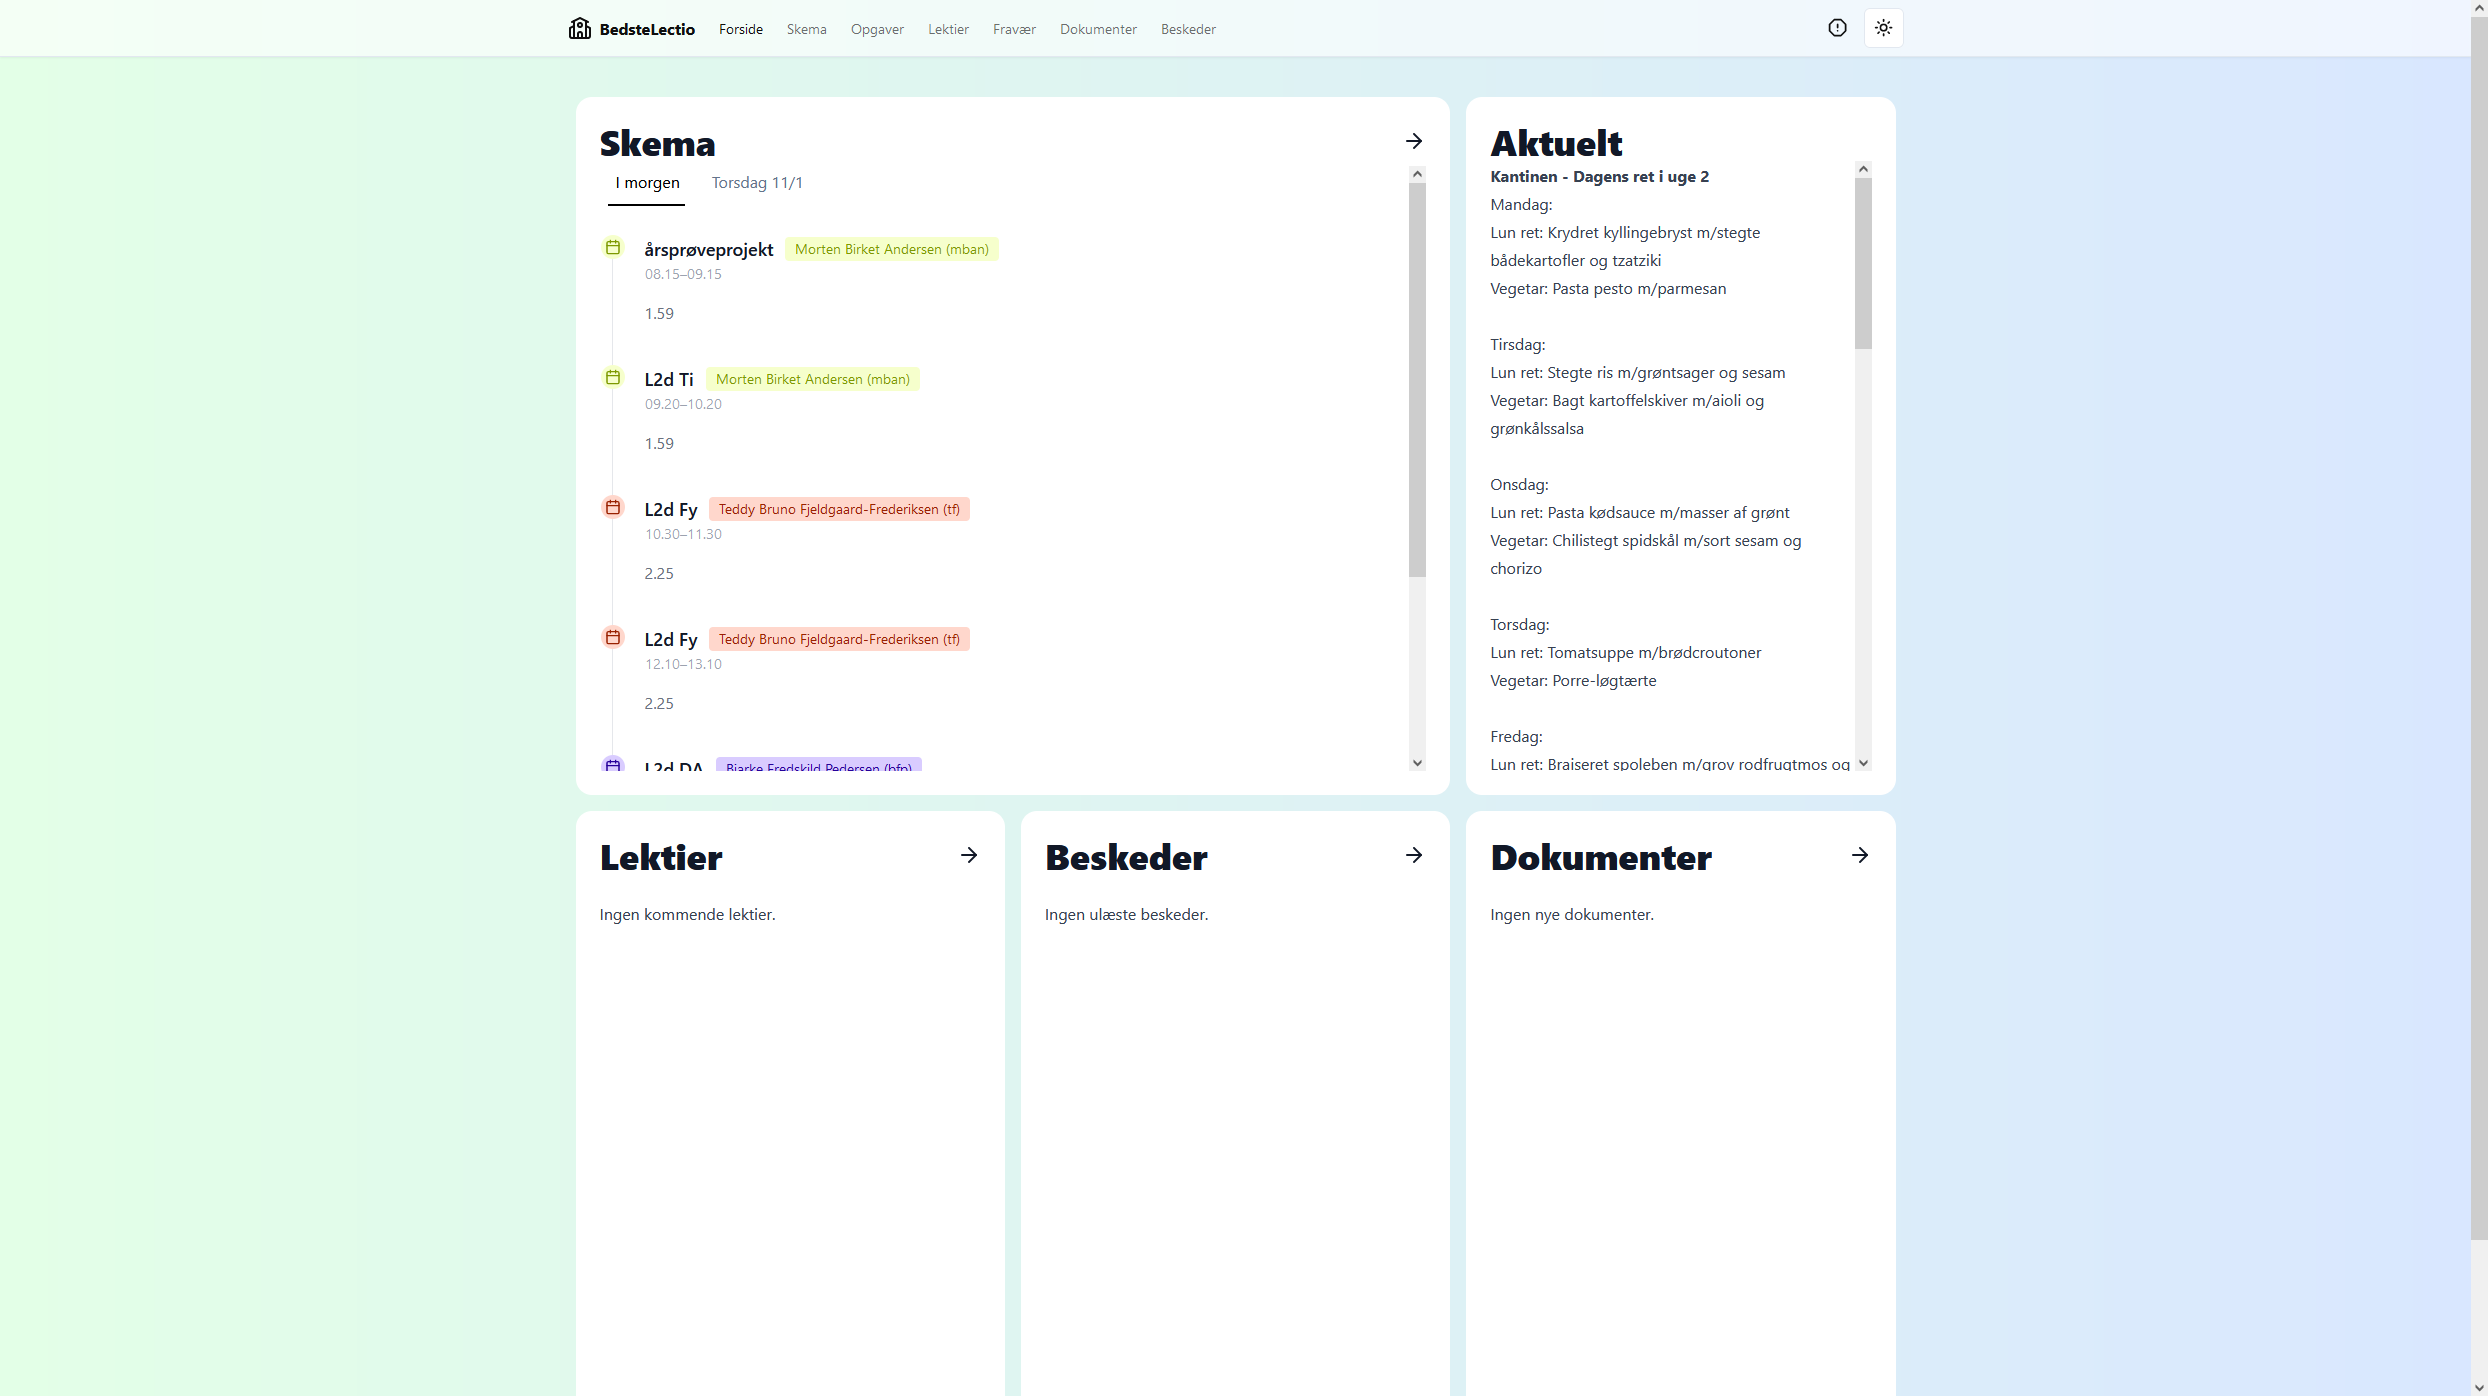 BedsteLectio Forside Skema Opgaver Lektier Fravær Dokumenter Beskeder
Skema
I morgen Torsdag 11/1
årsprøveprojekt Morten Birket Andersen (mban)
08.15–09.15
1.59
L2d Ti Morten Birket Andersen (mban)
09.20–10.20
1.59
L2d Fy Teddy Bruno Fjeldgaard-Frederiksen (tf)
10.30–11.30
2.25
L2d Fy Teddy Bruno Fjeldgaard-Frederiksen (tf)
12.10–13.10
2.25
L2d DA Bjarke Fredskild Pedersen (bfp)
Aktuelt
Kantinen - Dagens ret i uge 2
Mandag:
Lun ret: Krydret kyllingebryst m/stegte
bådekartofler og tzatziki
Vegetar: Pasta pesto m/parmesan
Tirsdag:
Lun ret: Stegte ris m/grøntsager og sesam
Vegetar: Bagt kartoffelskiver m/aioli og
grønkålssalsa
Onsdag:
Lun ret: Pasta kødsauce m/masser af grønt
Vegetar: Chilistegt spidskål m/sort sesam og
chorizo
Torsdag:
Lun ret: Tomatsuppe m/brødcroutoner
Vegetar: Porre-løgtærte
Fredag:
Lun ret: Braiseret spoleben m/grov rodfrugtmos og
Lektier
Ingen kommende lektier.
Beskeder
Ingen ulæste beskeder.
Dokumenter
Ingen nye dokumenter.